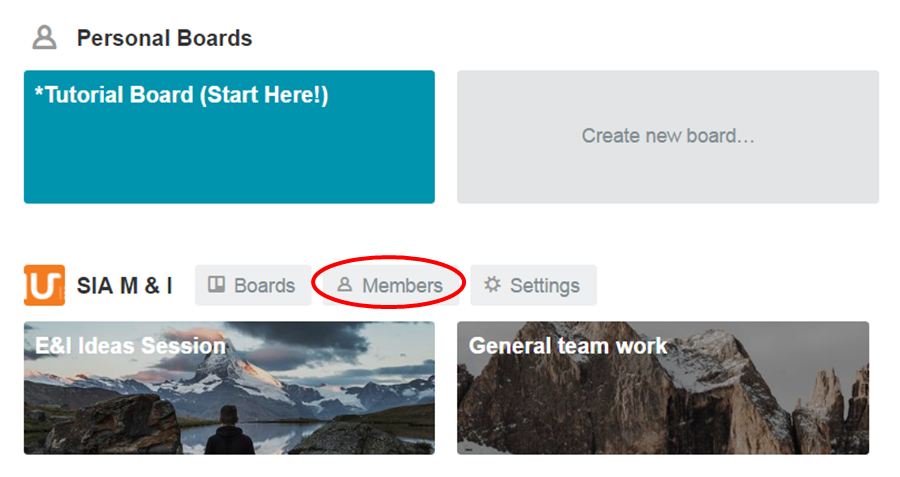 Personal Boards
*Tutorial Board (Start Here!)
Create new board…
SIA M & I
Boards
Members
Settings
E&I Ideas Session
General team work